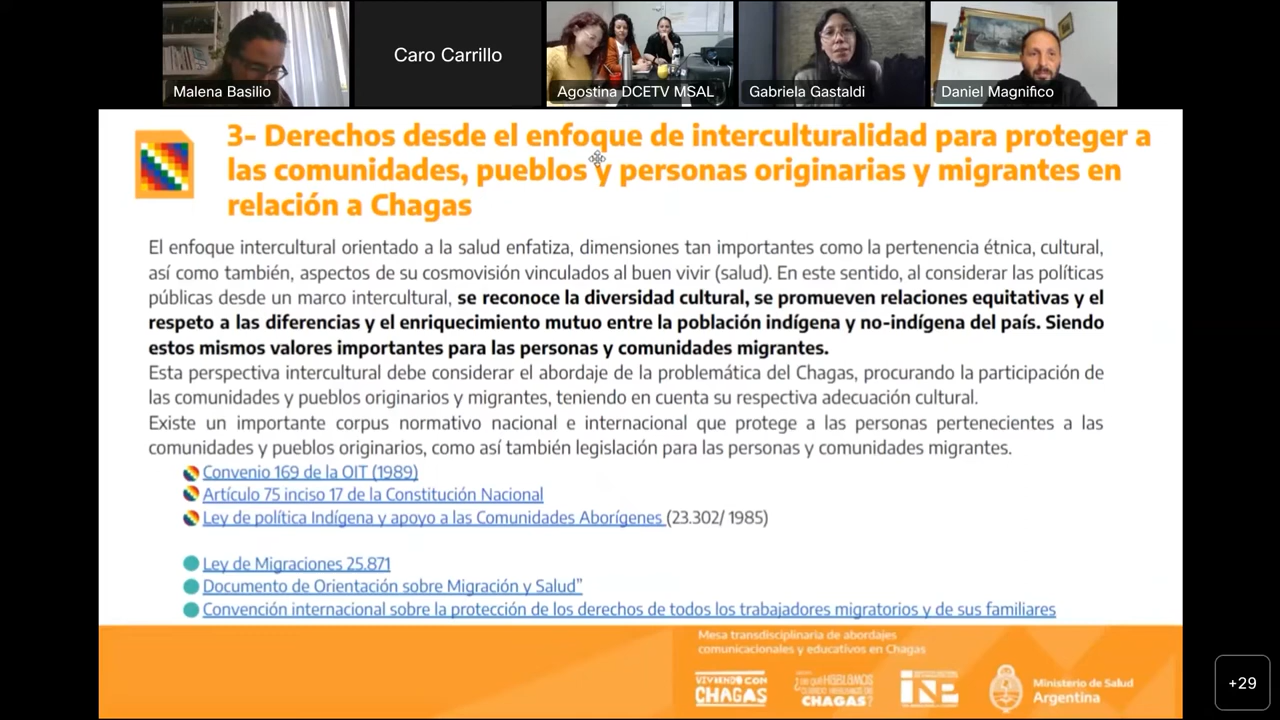 Malena Basilio
Caro Carrillo
Agostina DCETV MSAL
Gabriela Gastaldi
Daniel Magnifico
3- Derechos desde el enfoque de interculturalidad para proteger a
las comunidades, pueblos y personas originarias y migrantes en
relación a Chagas
El enfoque intercultural orientado a la salud enfatiza, dimensiones tan importantes como la pertenencia étnica, cultural,
así como también, aspectos de su cosmovisión vinculados al buen vivir (salud). En este sentido, al considerar las políticas
públicas desde un marco intercultural, se reconoce la diversidad cultural, se promueven relaciones equitativas y el
respeto a las diferencias y el enriquecimiento mutuo entre la población indígena y no-indígena del país. Siendo
estos mismos valores importantes para las personas y comunidades migrantes.
Esta perspectiva intercultural debe considerar el abordaje de la problemática del Chagas, procurando la participación de
las comunidades y pueblos originarios y migrantes, teniendo en cuenta su respectiva adecuación cultural.
Existe un importante corpus normativo nacional e internacional que protege a las personas pertenecientes a las
comunidades y pueblos originarios, como así también legislación para las personas y comunidades migrantes.
Convenio 169 de la OIT (1989)
Artículo 75 inciso 17 de la Constitución Nacional
Ley de política Indígena y apoyo a las Comunidades Aborígenes (23.302/ 1985)
Ley de Migraciones 25.871
Documento de Orientación sobre Migración y Salud”
Convención internacional sobre la protección de los derechos de todos los trabajadores migratorios y de sus familiares
Mesa transdisciplinaria de abordajes
comunicacionales y educativos en Chagas
VIVIENDO CON
CHAGAS
¿DE QUÉ HABLAMOS
CUANDO HABLAMOS DE
CHAGAS?
INP
Ministerio de Salud
Argentina
+29